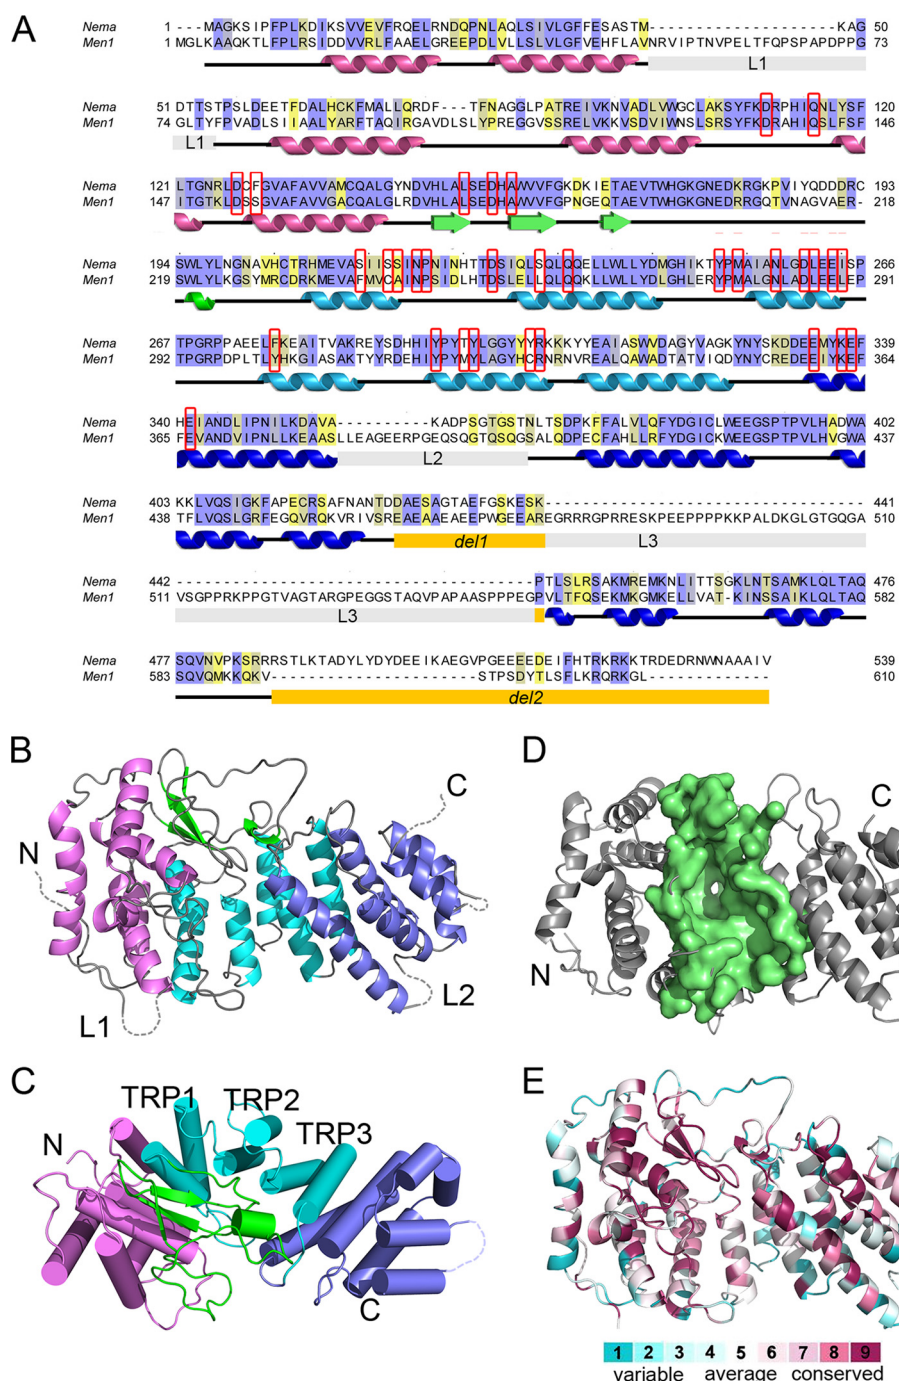 A
Nema 1 ---MAGKSIPFPLKDIKSVVEVFRQELRNDQPNLAQLSIVLGFFESASTM--------------------KAG 50
Men1 1 MGLKAAQKTLFPLRSIDDVVRLFAAELGREEPDLVLLSLVLGFVEHFLAVNRVIPTNVPELTFQPSPAPDPPG 73
L1
Nema 51 DTTSTPSLDEETFDALHCKFMALLQRDF---TFNAGGLPATREIVKNVADLVWGCLAKSYFKDRPHIQNLYSF 120
Men1 74 GLTYFPVADLSIIAALYARFTAQIRGAVDLSLYPREGGVSSRELVKKVSDVIWNSLSRSYFKDRAHIQSLFSF 146
L1
Nema 121 LTGNRLDCFGVAFAVVAMCQALGYNDVHLALSEDHAWVVFGKDKIETAEVTWHGKGNEDKRGKPVIYQDDDRC 193
Men1 147 LTGTKLDSSGVAFAVVGACQALGLRDVHLALSEDHAWVVFGPNGEQTAEVTWHGKGNEDRRGQTVNAGVAER- 218
Nema 194 SWLYLNGNAVHCTRHMEVASIISSINPNINHTTDSIQLSQLQQELLWLLYDMGHIKTYPMAIANLGDLEEISP 266
Men1 219 SWLYLKGSYMRCDRKMEVAFMVCAINPSIDLHTDSLELLQLQQKLLWLLYDLGHLERYPMALGNLADLEELEP 291
Nema 267 TPGRPPAEELFKEAITVAKREYSDHHIYPYTYLGGYYYRKKKYYEAIASWVDAGYVAGKYNYSKDDEEMYKEF 339
Men1 292 TPGRPDPLTLYHKGIASAKTYYRDEHIYPYMYLAGYHCRNRNVREALQAWADTATVIQDYNYCREDEEIYKEF 364
Nema 340 HEIANDLIPNILKDAVA----------KADPSGTGSTNLTSDPKFFALVLQFYDGICLWEEGSPTPVLHADWA 402
Men1 365 FEVANDVIPNLLKEAASLLEAGEERPGEQSQGTQSQGSALQDPECFAHLLRFYDGICKWEEGSPTPVLHVGWA 437
L2
Nema 403 KKLVQSIGKFAPECRSAFNANTDDAESAGTAEFGSKESK---------------------------------- 441
Men1 438 TFLVQSLGRFEGQVRQKVRIVSREAEAAEAEEPWGEEAREGRRRGPRRESKPEEPPPPKKPALDKGLGTGQGA 510
del1
L3
Nema 442 --------------------------------------PTLSLRSAKMREMKNLITTSGKLNTSAMKLQLTAQ 476
Men1 511 VSGPPRKPPGTVAGTARGPEGGSTAQVPAPAASPPPEGPVLTFQSEKMKGMKELLVAT-KINSSAIKLQLTAQ 582
L3
Nema 477 SQVNVPKSRRRSTLKTADYLYDYDEEIKAEGVPGEEEEDEIFHTRKRKKTRDEDRNWNAAAIV 539
Men1 583 SQVQMKKQKV----------------------STPSDYTLSFLKRQRKGL------------- 610
del2
B
N
C
L1
L2
D
C
N
C
TRP1
TRP2
TRP3
N
C
E
1 2 3 4 5 6 7 8 9
variable average conserved